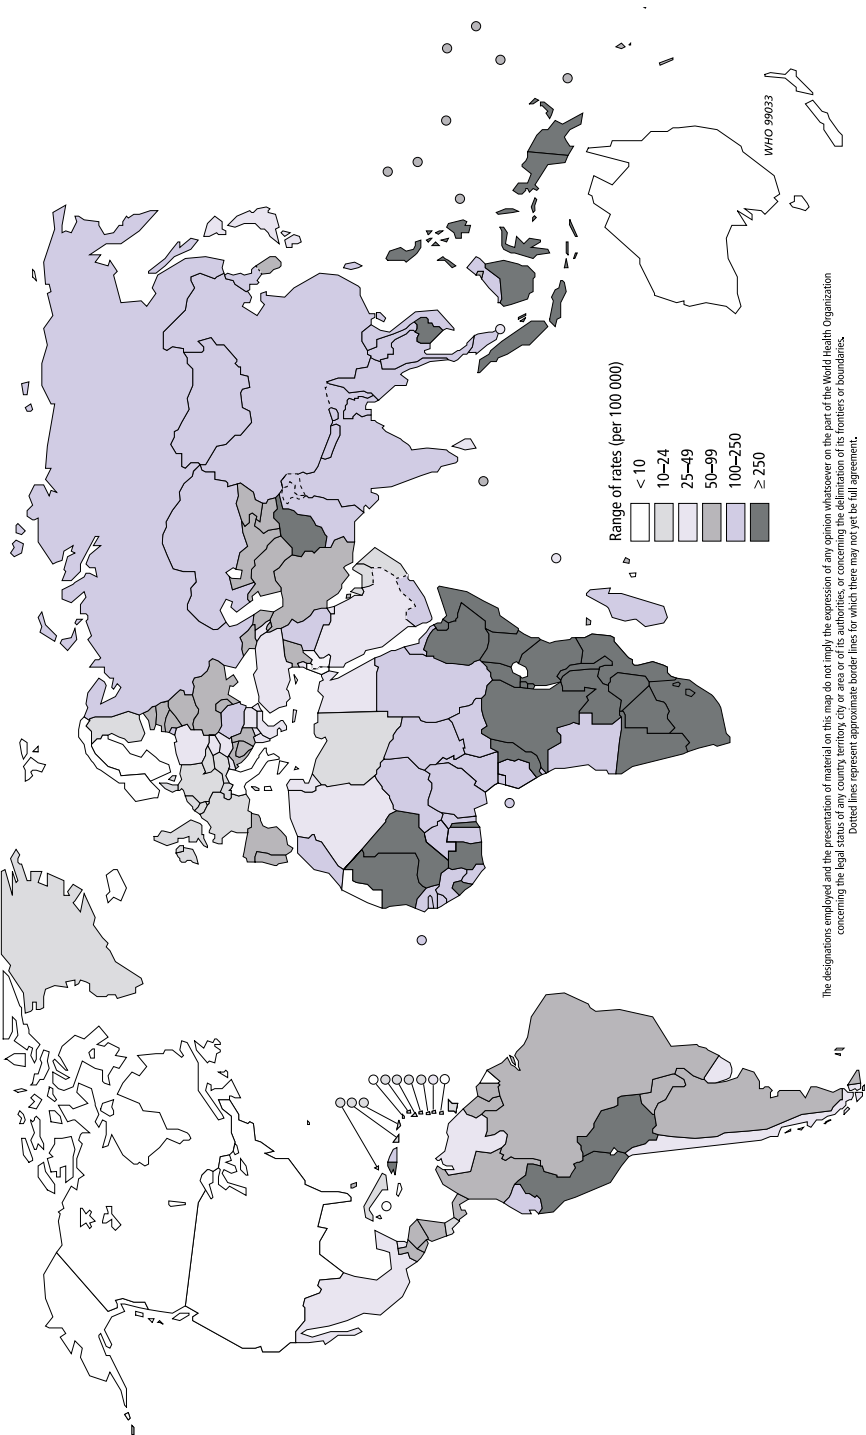 WHO 99033
Range of rates (per 100 000)
< 10
10–24
25–49
50–99
100–250
≥ 250
The designations employed and the presentation of material on this map do not imply the expression of any opinion whatsoever on the part of the World Health Organization
concerning the legal status of any country, territory, city or area or of its authorities, or concerning the delimitation of its frontiers or boundaries.
Dotted lines represent approximate border lines for which there may not yet be full agreement.